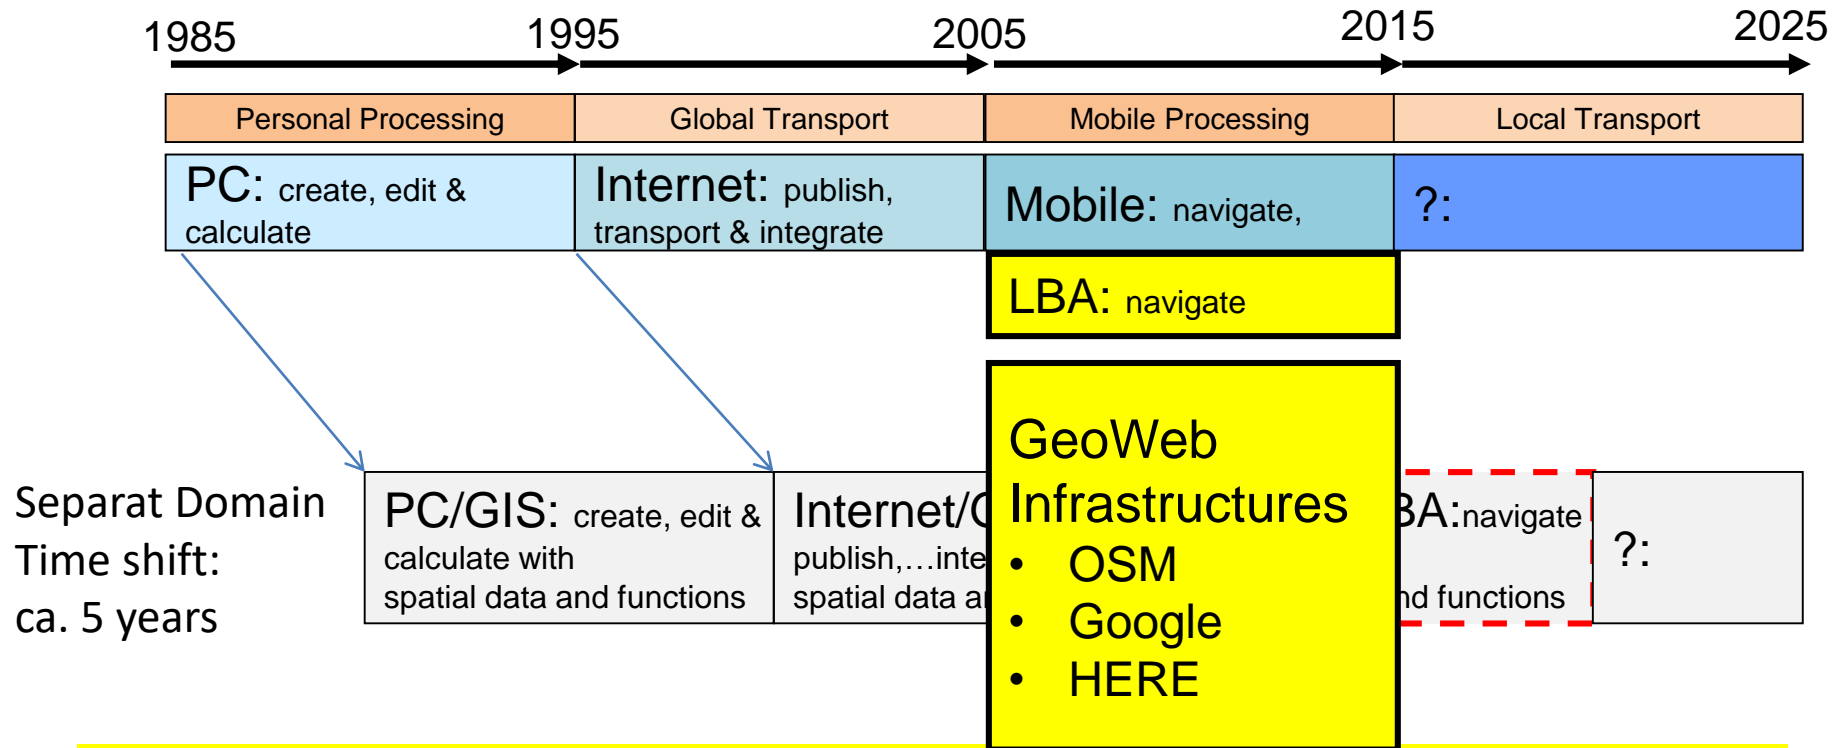 1985 1995 2005 2015 2025
Personal Processing Global Transport Mobile Processing Local Transport
PC: create, edit &
calculate
Internet: publish,
transport & integrate
Mobile: navigate,
?:
LBA: navigate
Separat Domain
Time shift:
ca. 5 years
PC/GIS: create, edit &
calculate with
spatial data and functions
Internet/
publish,…inte
spatial data a
GeoWeb
Infrastructures
• OSM
• Google
• HERE
BA:navigate
nd functions
?: